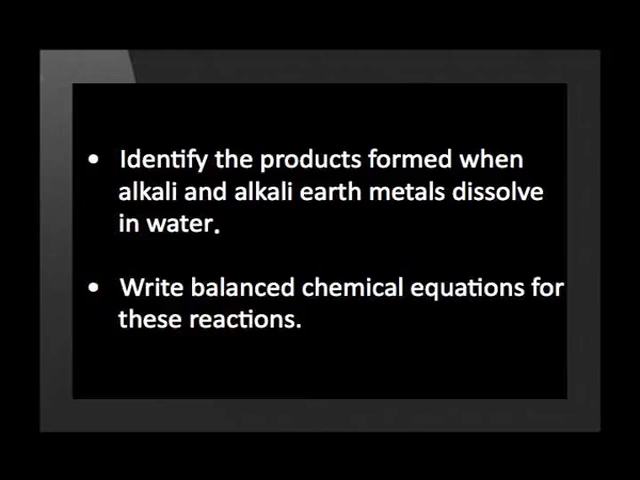 • Identify the products formed when
alkali and alkali earth metals dissolve
in water.
• Write balanced chemical equations for
these reactions.